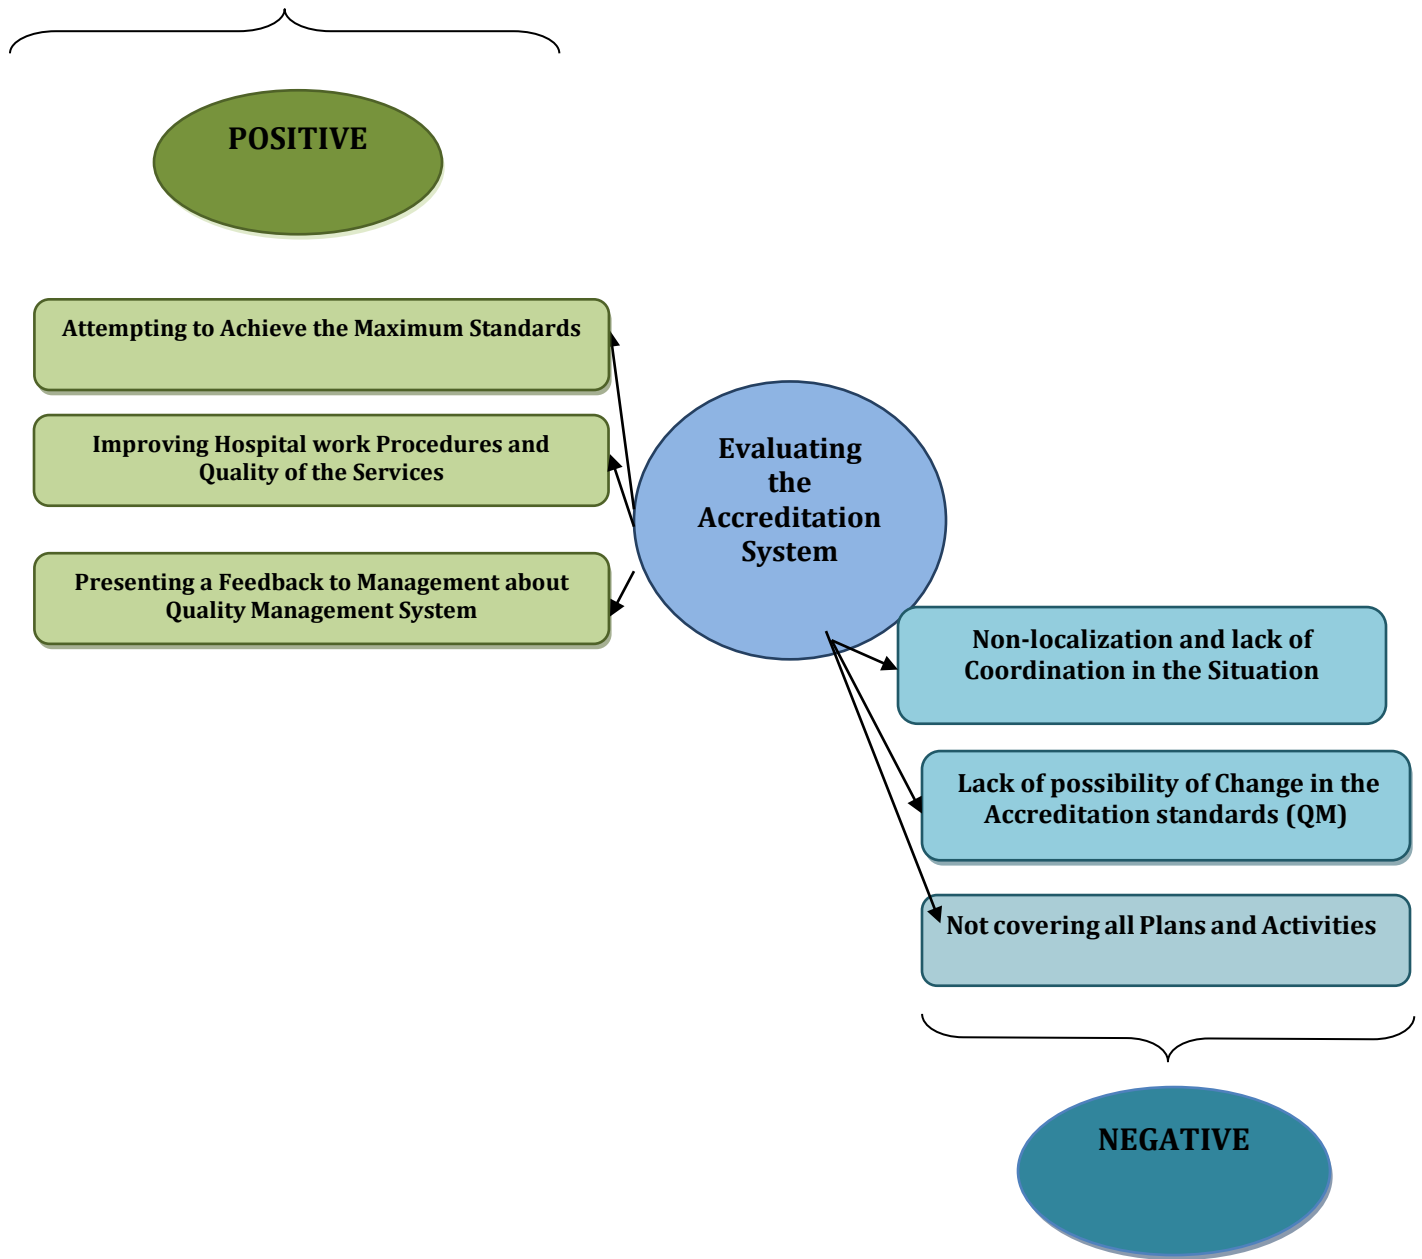 POSITIVE
Attempting to Achieve the Maximum Standards
Improving Hospital work Procedures and
Quality of the Services
Presenting a Feedback to Management about
Quality Management System
Evaluating
the
Accreditation
System
Non-localization and lack of
Coordination in the Situation
Lack of possibility of Change in the
Accreditation standards (QM)
Not covering all Plans and Activities
NEGATIVE